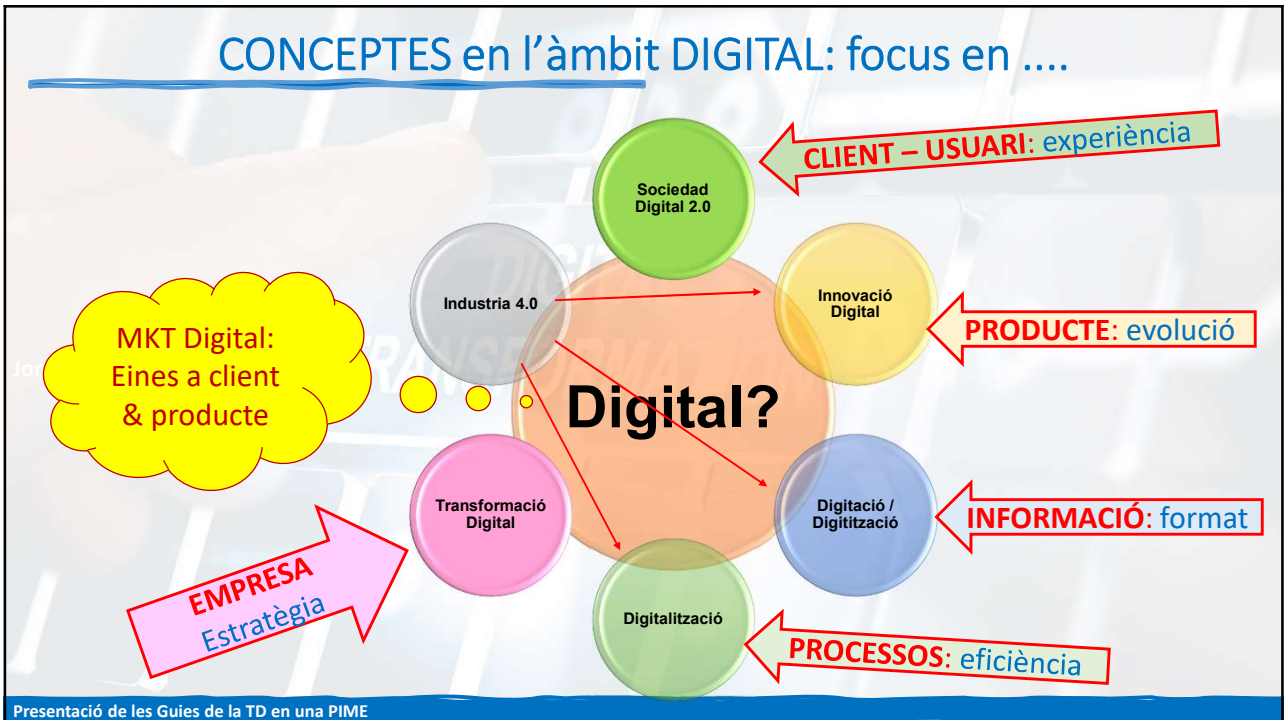 CONCEPTES en l'àmbit DIGITAL: focus en ....
CLIENT – USUARI: experiència
Sociedad
Digital 2.0
Industria 4.0
Innovació
Digital
PRODUCTE: evolució
MKT Digital:
Eines a client
& producte
DIGITAL
TRANSFORMATION
Digital?
Transformació
Digital
Digitació /
Digitització
INFORMACIÓ: format
EMPRESA
Estratègia
Digitalització
PROCESSOS: eficiència
Presentació de les Guies de la TD en una PIME